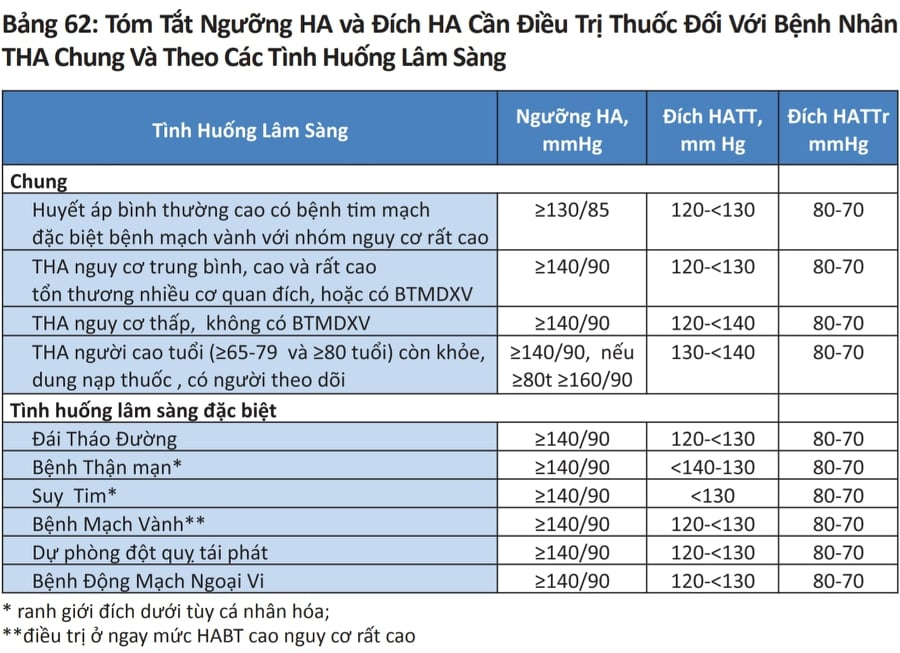 Bảng 62: Tóm Tắt Ngưỡng HA và Đích HA Cần Điều Trị Thuốc Đối Với Bệnh Nhân
THA Chung Và Theo Các Tình Huống Lâm Sàng
Tình Huống Lâm Sàng
Ngưỡng HA,
mmHg
Đích HATT,
mm Hg
Đích HATTr
mmHg
Chung
Huyết áp bình thường cao có bệnh tim mạch
đặc biệt bệnh mạch vành với nhóm nguy cơ rất cao
≥130/85
120-<130
80-70
THA nguy cơ trung bình, cao và rất cao
tổn thương nhiều cơ quan đích, hoặc có BTMDXV
≥140/90
120-<130
80-70
THA nguy cơ thấp, không có BTMDXV
≥140/90
120-<140
80-70
THA người cao tuổi (≥65-79 và ≥80 tuổi) còn khỏe,
dung nạp thuốc , có người theo dõi
≥140/90, nếu
≥80t ≥160/90
130-<140
80-70
Tình huống lâm sàng đặc biệt
Đái Tháo Đường
≥140/90
120-<130
80-70
Bệnh Thận mạn*
≥140/90
<140-130
80-70
Suy Tim*
≥140/90
<130
80-70
Bệnh Mạch Vành**
≥140/90
120-<130
80-70
Dự phòng đột quỵ tái phát
≥140/90
120-<130
80-70
Bệnh Động Mạch Ngoại Vi
≥140/90
120-<130
80-70
* ranh giới đích dưới tùy cá nhân hóa;
**điều trị ở ngay mức HABT cao nguy cơ rất cao